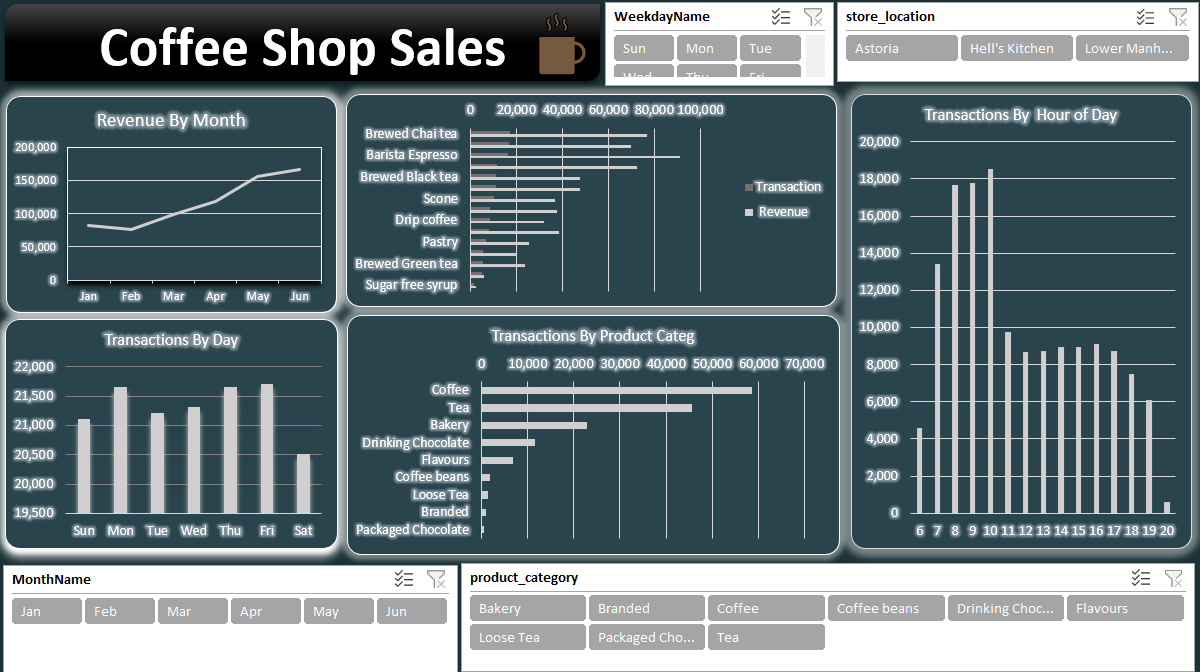 Coffee Shop Sales
WeekdayName
Sun Mon Tue
Wed Thu Fri
store_location
Astoria Hell's Kitchen Lower Manh...
Revenue By Month
200,000
150,000
100,000
50,000
0
Jan Feb Mar Apr May Jun
0 20,000 40,000 60,000 80,000 100,000
Brewed Chai tea
Barista Espresso
Brewed Black tea
Scone
Drip coffee
Pastry
Brewed Green tea
Sugar free syrup
Transaction
Revenue
Transactions By Hour of Day
20,000
18,000
16,000
14,000
12,000
10,000
8,000
6,000
4,000
2,000
0
6 7 8 9 10 11 12 13 14 15 16 17 18 19 20
Transactions By Day
22,000
21,500
21,000
20,500
20,000
19,500
Sun Mon Tue Wed Thu Fri Sat
Transactions By Product Categ
0 10,000 20,000 30,000 40,000 50,000 60,000 70,000
Coffee
Tea
Bakery
Drinking Chocolate
Flavours
Coffee beans
Loose Tea
Branded
Packaged Chocolate
MonthName
Jan Feb Mar Apr May Jun
product_category
Bakery Branded Coffee Coffee beans Drinking Choc... Flavours
Loose Tea Packaged Cho... Tea